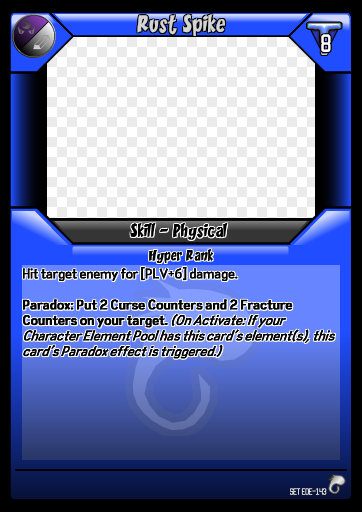 Rust Spike
8
Skill - Physical
Hyper Rank
Hit target enemy for [PLV+6] damage.
Paradox: Put 2 Curse Counters and 2 Fracture
Counters on your target. (On Activate: If your
Character Element Pool has this card's element(s), this
card's Paradox effect is triggered.)
SET EDE-143